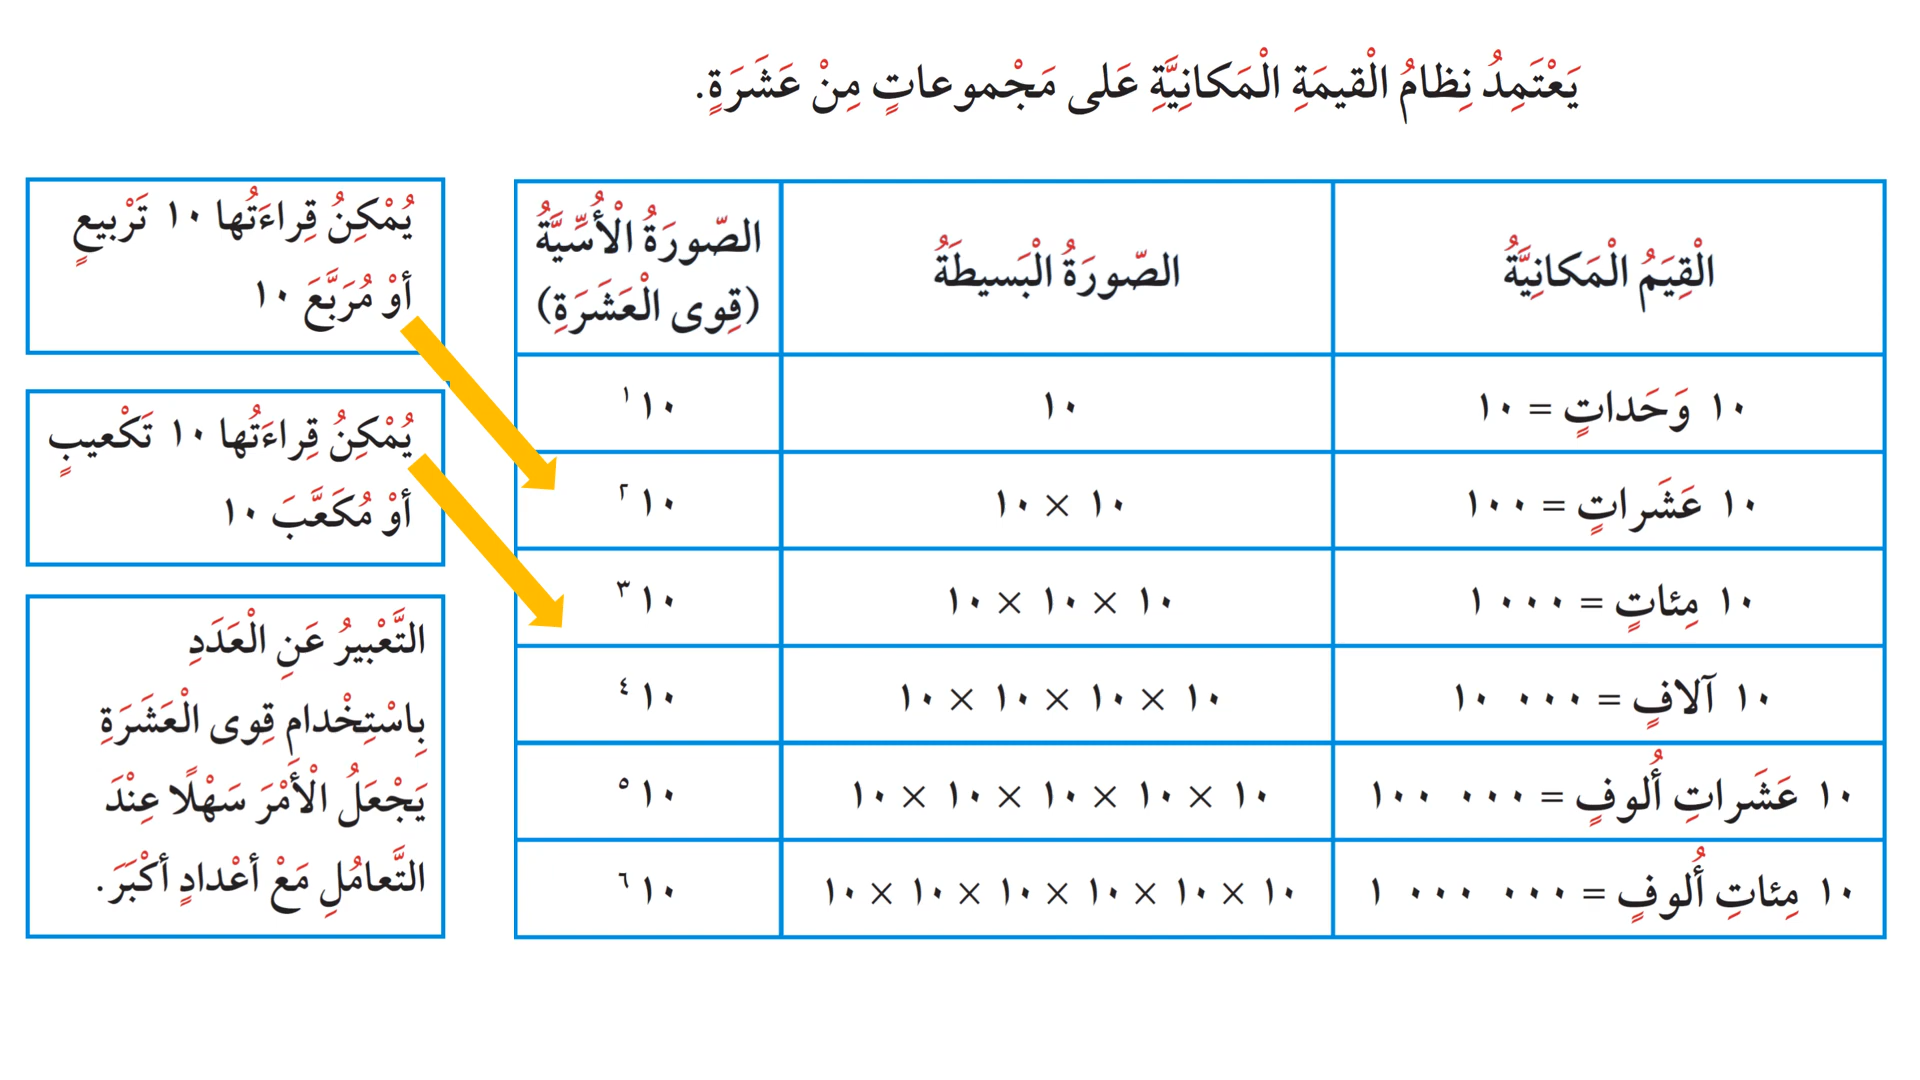 يَعْتَمِدُ نِظامُ الْقيمَةِ الْمَكانِيَّةِ عَلى مَجْموعاتٍ مِنْ عَشَرَةٍ.
الْقِيَمُ الْمَكانِيَّةُ
الصّورَةُ الْبَسيطَةُ
الصّورَةُ الْأُسِّيَّةُ
(قِوى الْعَشَرَةِ)
١٠ وَحَداتٍ = ١٠
١٠
١٠^١
١٠ عَشَراتٍ = ١٠٠
١٠ × ١٠
١٠^٢
١٠ مِئاتٍ = ١٠٠٠
١٠ × ١٠ × ١٠
١٠^٣
١٠ آلافٍ = ١٠ ٠٠٠
١٠ × ١٠ × ١٠ × ١٠
١٠^٤
١٠ عَشَراتِ أُلوفٍ = ١٠٠ ٠٠٠
١٠ × ١٠ × ١٠ × ١٠ × ١٠
١٠^٥
١٠ مِئاتِ أُلوفٍ = ١ ٠٠٠ ٠٠٠
١٠ × ١٠ × ١٠ × ١٠ × ١٠ × ١٠
١٠^٦
يُمْكِنُ قِراءَتُها ١٠ تَرْبيعٍ
أوْ مُرَبَّعَ ١٠
يُمْكِنُ قِراءَتُها ١٠ تَكْعيبٍ
أوْ مُكَعَّبَ ١٠
التَّعْبيرُ عَنِ الْعَدَدِ
بِاسْتِخْدامِ قِوى الْعَشَرَةِ
يَجْعَلُ الْأَمْرَ سَهْلًا عِنْدَ
التَّعامُلِ مَعْ أعْدادٍ أكْبَرَ.